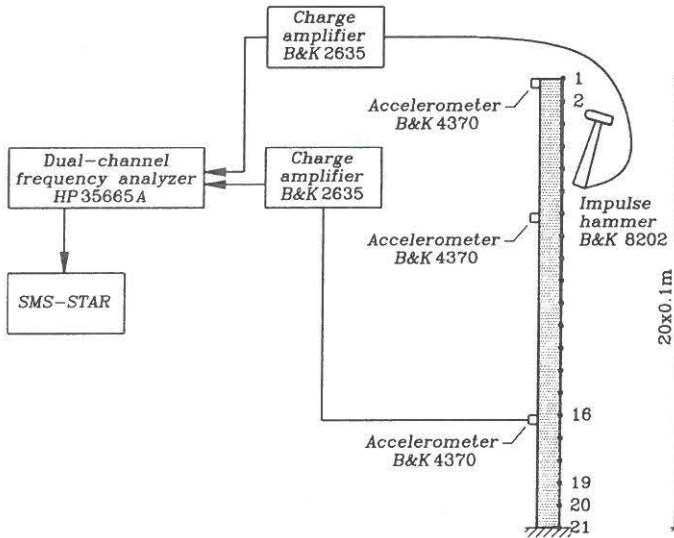 Charge
amplifier
B&K 2635
1
2
Accelerometer
B&K 4370
Dual-channel
frequency analyzer
HP 35665A
Charge
amplifier
B&K 2635
Impulse
hammer
B&K 8202
Accelerometer
B&K 4370
SMS-STAR
20x0.1m
16
Accelerometer
B&K 4370
19
20
21